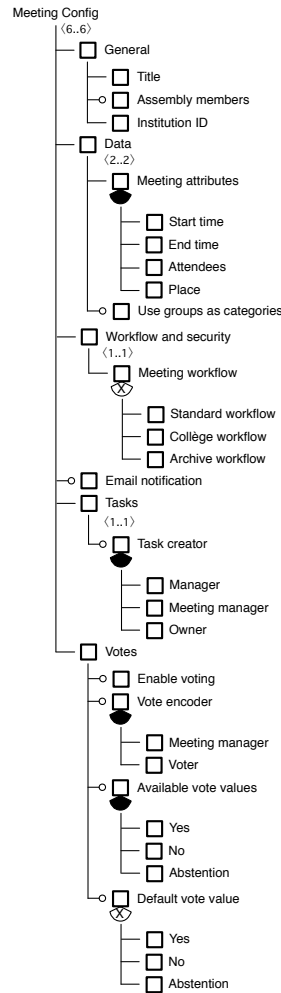 Meeting Config
⟨6..6⟩
General
Title
Assembly members
Institution ID
Data
⟨2..2⟩
Meeting attributes
Start time
End time
Attendees
Place
Use groups as categories
Workflow and security
⟨1..1⟩
Meeting workflow
X
Standard workflow
Collège workflow
Archive workflow
Email notification
Tasks
⟨1..1⟩
Task creator
Manager
Meeting manager
Owner
Votes
Enable voting
Vote encoder
Meeting manager
Voter
Available vote values
Yes
No
Abstention
Default vote value
X
Yes
No
Abstention